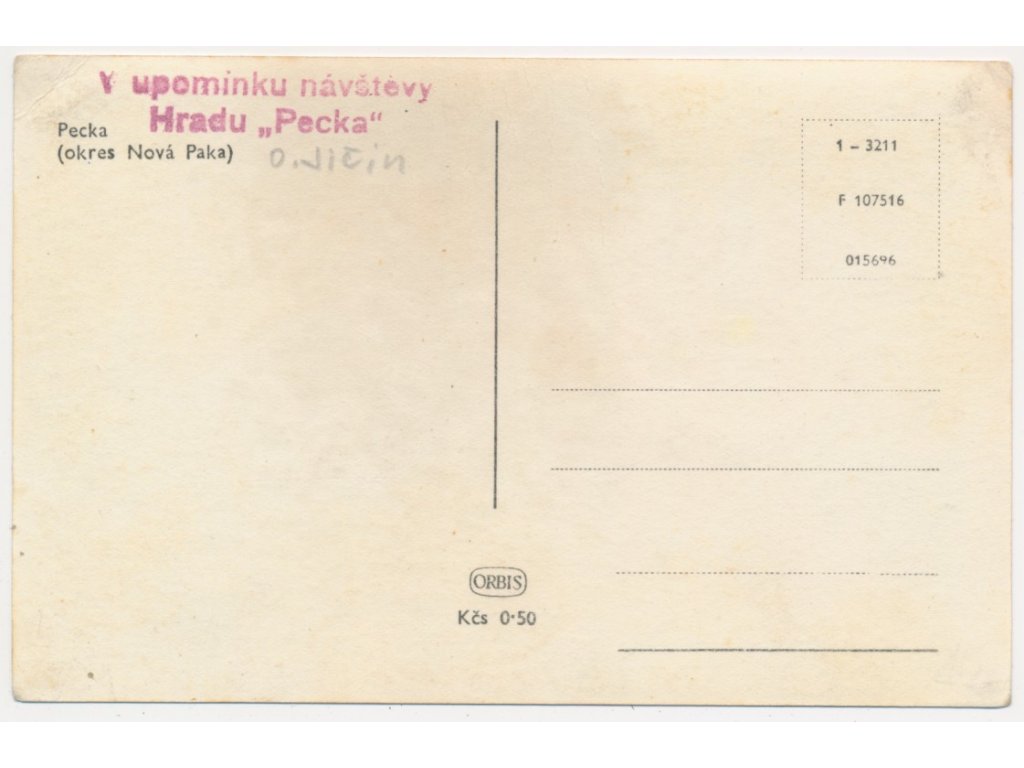 V upomínku návštěvy
Hradu „Pecka“
Pecka
(okres Nová Paka)
o. Jičín
1 – 3211
F 107516
015696
ORBIS
Kčs 0·50